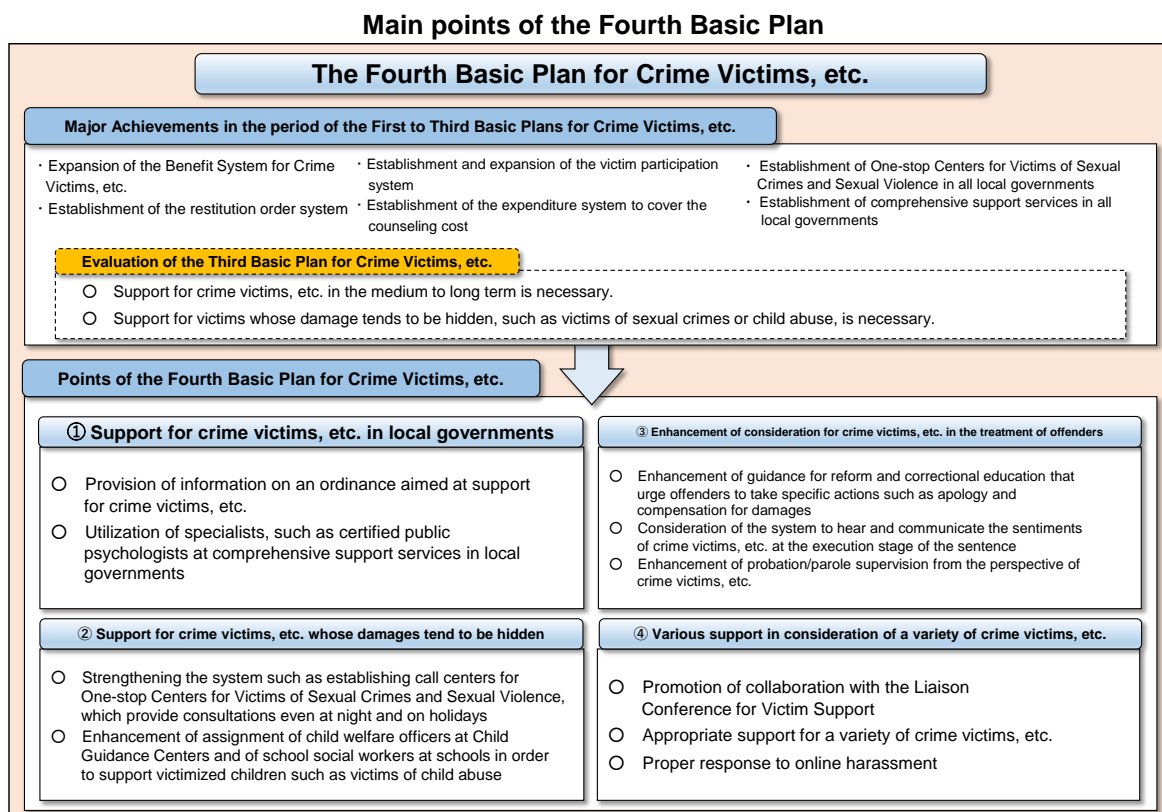 Main points of the Fourth Basic Plan
The Fourth Basic Plan for Crime Victims, etc.
Major Achievements in the period of the First to Third Basic Plans for Crime Victims, etc.
・Expansion of the Benefit System for Crime
Victims, etc.
・Establishment of the restitution order system
・Establishment and expansion of the victim participation
system
・Establishment of the expenditure system to cover the
counseling cost
・Establishment of One-stop Centers for Victims of Sexual
Crimes and Sexual Violence in all local governments
・Establishment of comprehensive support services in all
local governments
Evaluation of the Third Basic Plan for Crime Victims, etc.
○ Support for crime victims, etc. in the medium to long term is necessary.
○ Support for victims whose damage tends to be hidden, such as victims of sexual crimes or child abuse, is necessary.
Points of the Fourth Basic Plan for Crime Victims, etc.
① Support for crime victims, etc. in local governments
○ Provision of information on an ordinance aimed at support
for crime victims, etc.
○ Utilization of specialists, such as certified public
psychologists at comprehensive support services in local
governments
② Support for crime victims, etc. whose damages tend to be hidden
○ Strengthening the system such as establishing call centers for
One-stop Centers for Victims of Sexual Crimes and Sexual Violence,
which provide consultations even at night and on holidays
○ Enhancement of assignment of child welfare officers at Child
Guidance Centers and of school social workers at schools in order
to support victimized children such as victims of child abuse
③ Enhancement of consideration for crime victims, etc. in the treatment of offenders
○ Enhancement of guidance for reform and correctional education that
urge offenders to take specific actions such as apology and
compensation for damages
○ Consideration of the system to hear and communicate the sentiments
of crime victims, etc. at the execution stage of the sentence
○ Enhancement of probation/parole supervision from the perspective of
crime victims, etc.
④ Various support in consideration of a variety of crime victims, etc.
○ Promotion of collaboration with the Liaison
Conference for Victim Support
○ Appropriate support for a variety of crime victims, etc.
○ Proper response to online harassment